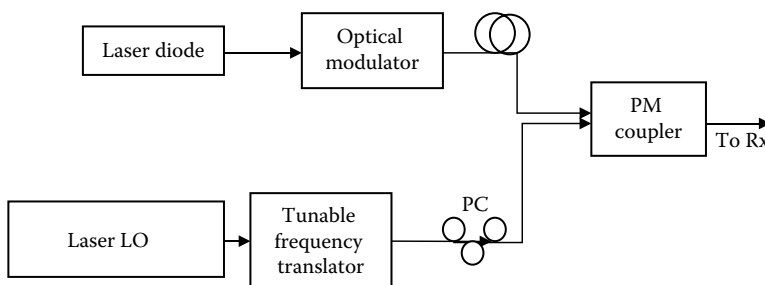 Laser diode
Optical
modulator
PM
coupler
To Rx
Laser LO
Tunable
frequency
translator
PC